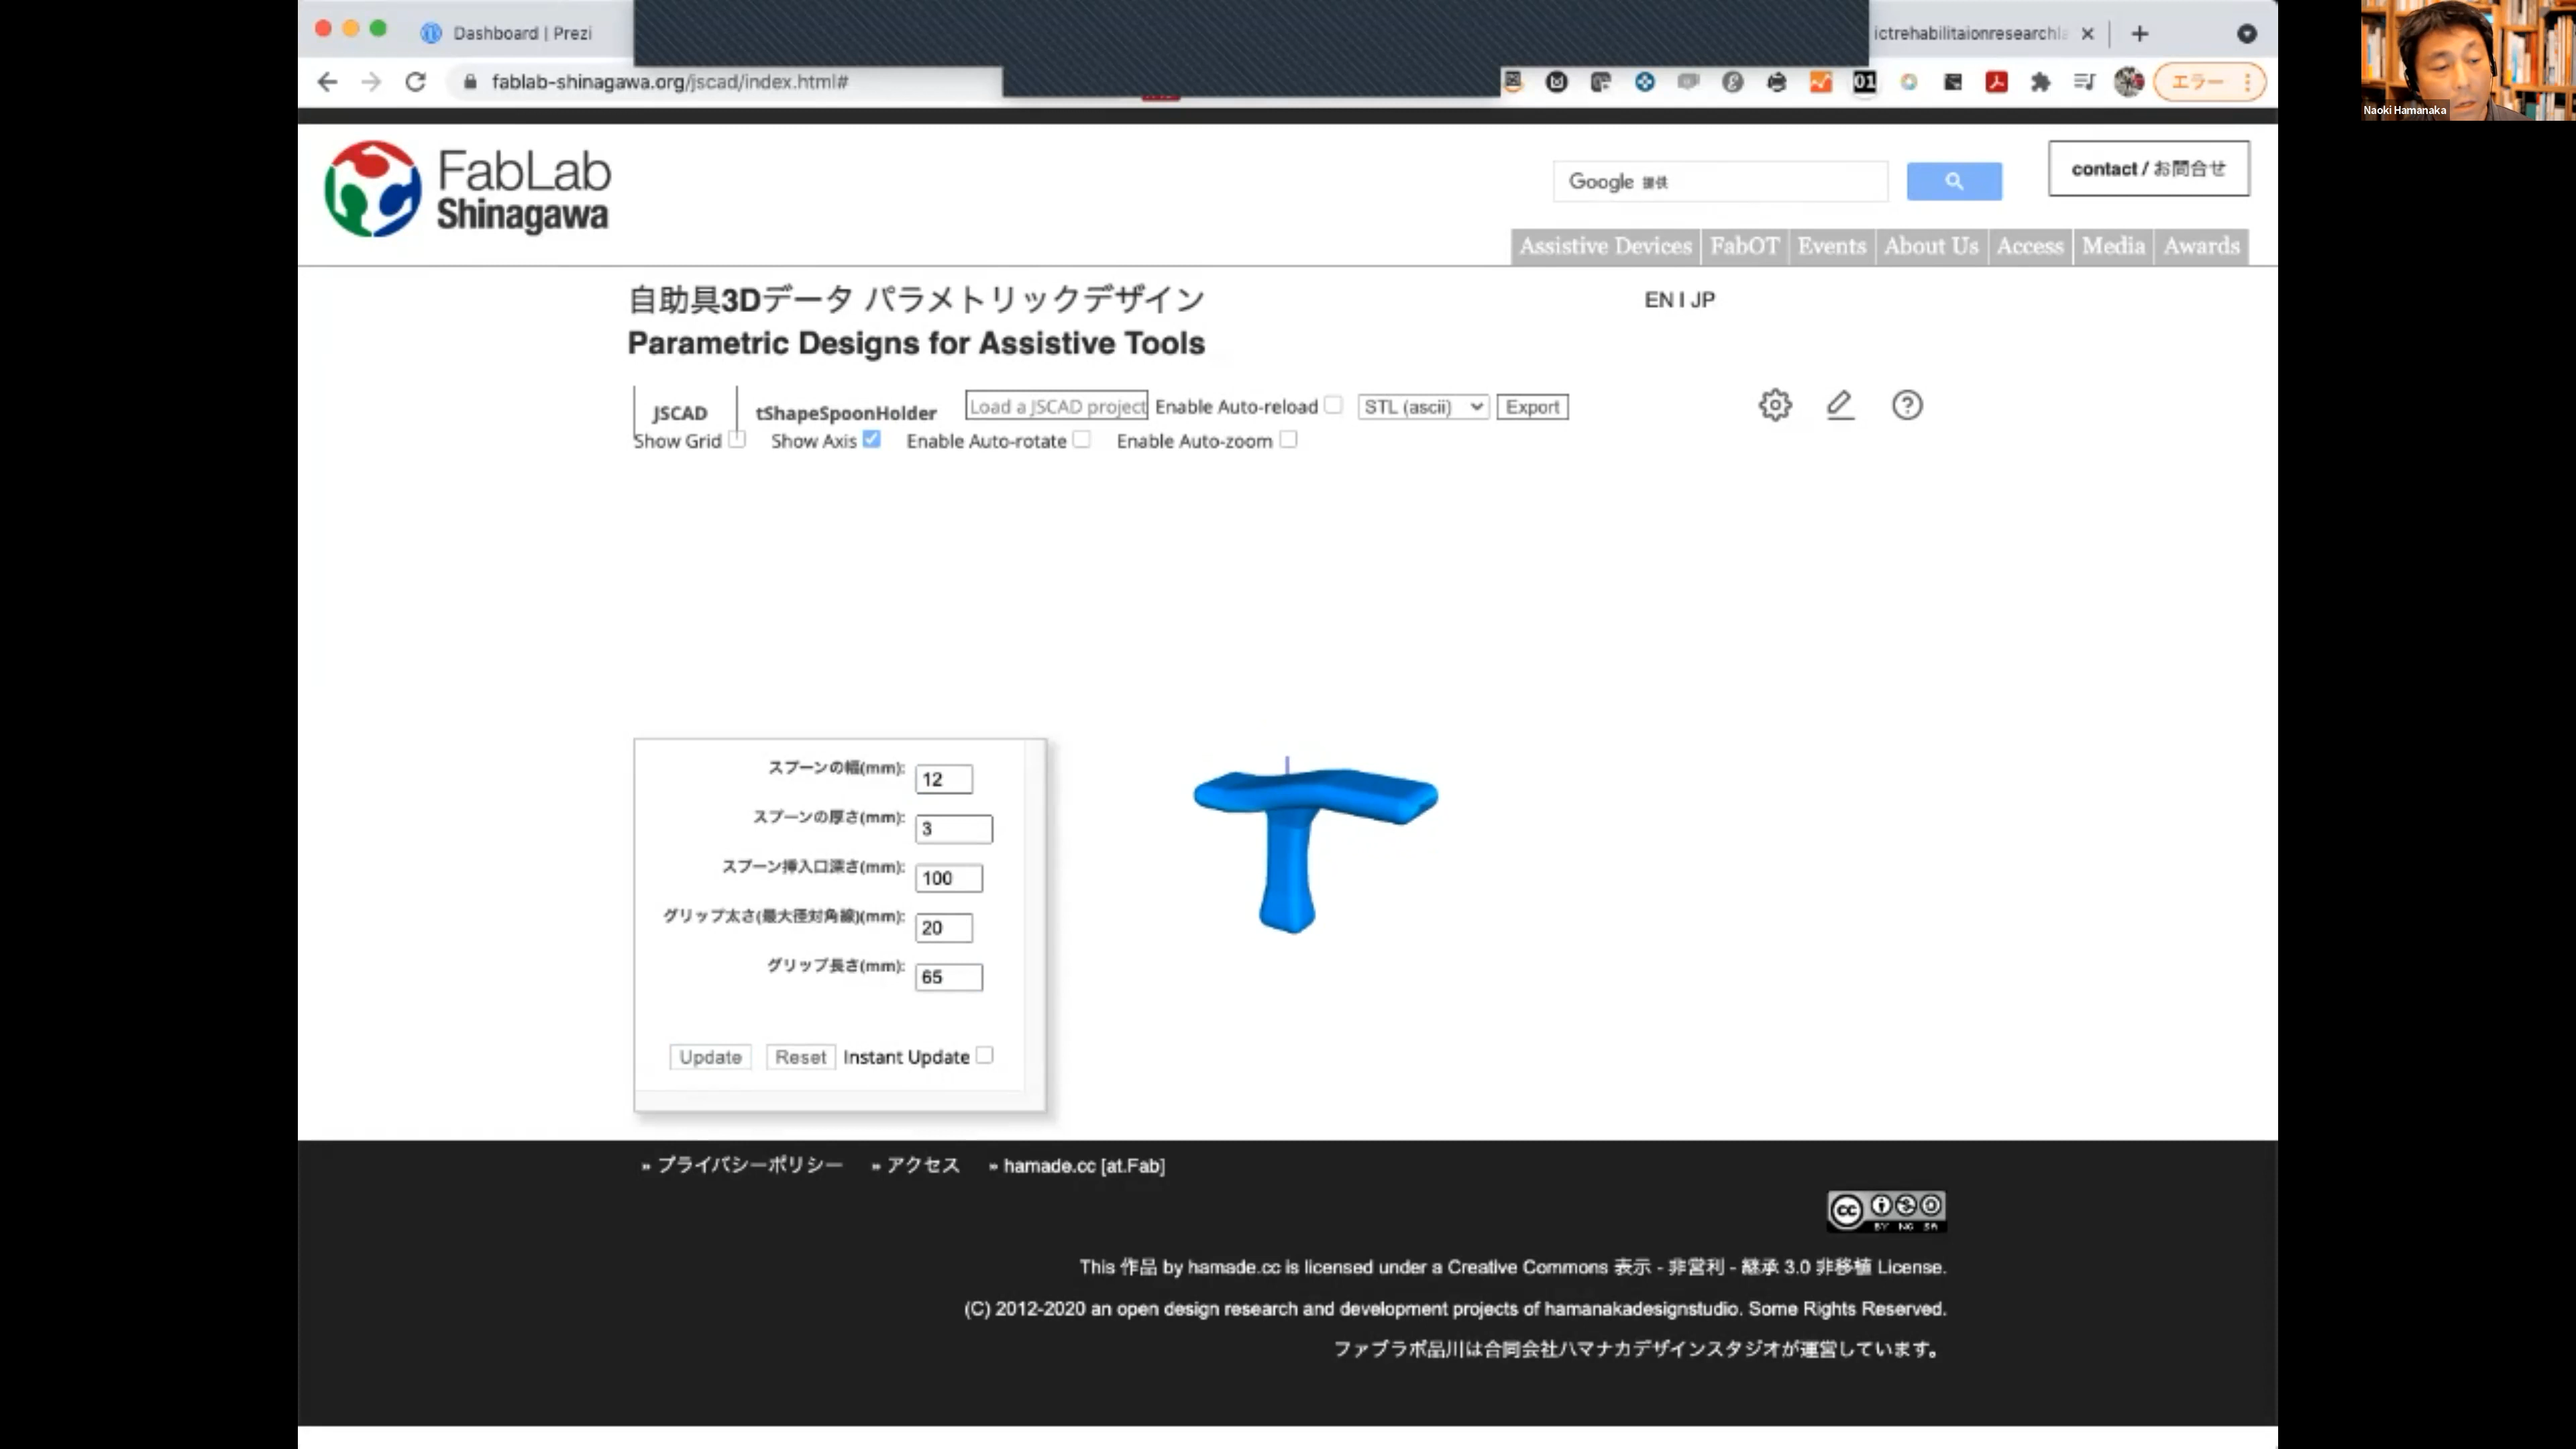 Dashboard | Prezi
ictrehabilitaionresearchl
fablab-shinagawa.org/jscad/index.html#
01
エラー
Naoki Hamanaka
FabLab
Shinagawa
Google 提供
contact / お問合せ
Assistive Devices FabOT Events About Us Access Media Awards
自助具3Dデータ パラメトリックデザイン
EN I JP
Parametric Designs for Assistive Tools
JSCAD tShapeSpoonHolder Load a JSCAD project Enable Auto-reload STL (ascii) Export
Show Grid Show Axis Enable Auto-rotate Enable Auto-zoom
スプーンの幅(mm): 12
スプーンの厚さ(mm): 3
スプーン挿入口深さ(mm): 100
グリップ太さ(最大径対角線)(mm): 20
グリップ長さ(mm): 65
Update Reset Instant Update
» プライバシーポリシー » アクセス » hamade.cc [at.Fab]
cc
BY NC SA
This 作品 by hamade.cc is licensed under a Creative Commons 表示 - 非営利 - 継承 3.0 非移植 License.
(C) 2012-2020 an open design research and development projects of hamanakadesignstudio. Some Rights Reserved.
ファブラボ品川は合同会社ハマナカデザインスタジオが運営しています。